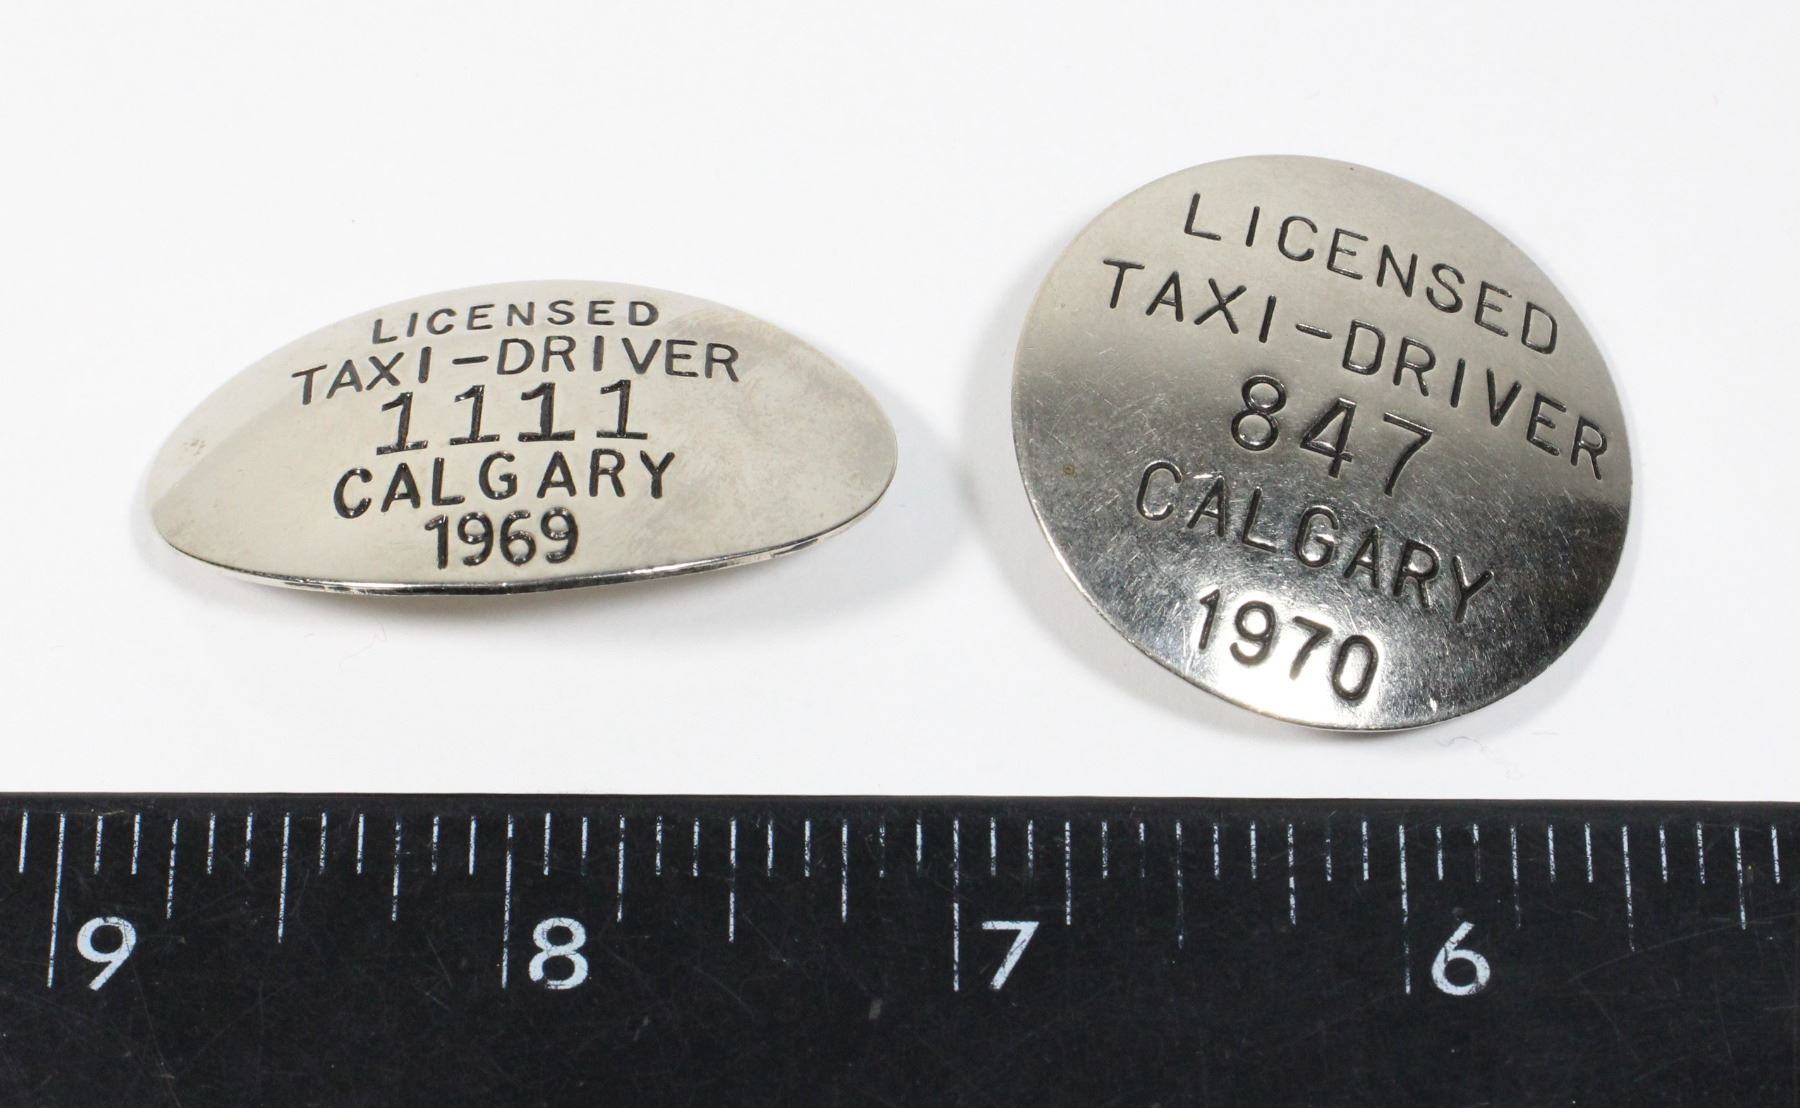 LICENSED
TAXI-DRIVER
1111
CALGARY
1969
LICENSED
TAXI-DRIVER
847
CALGARY
1970
9 8 7 6